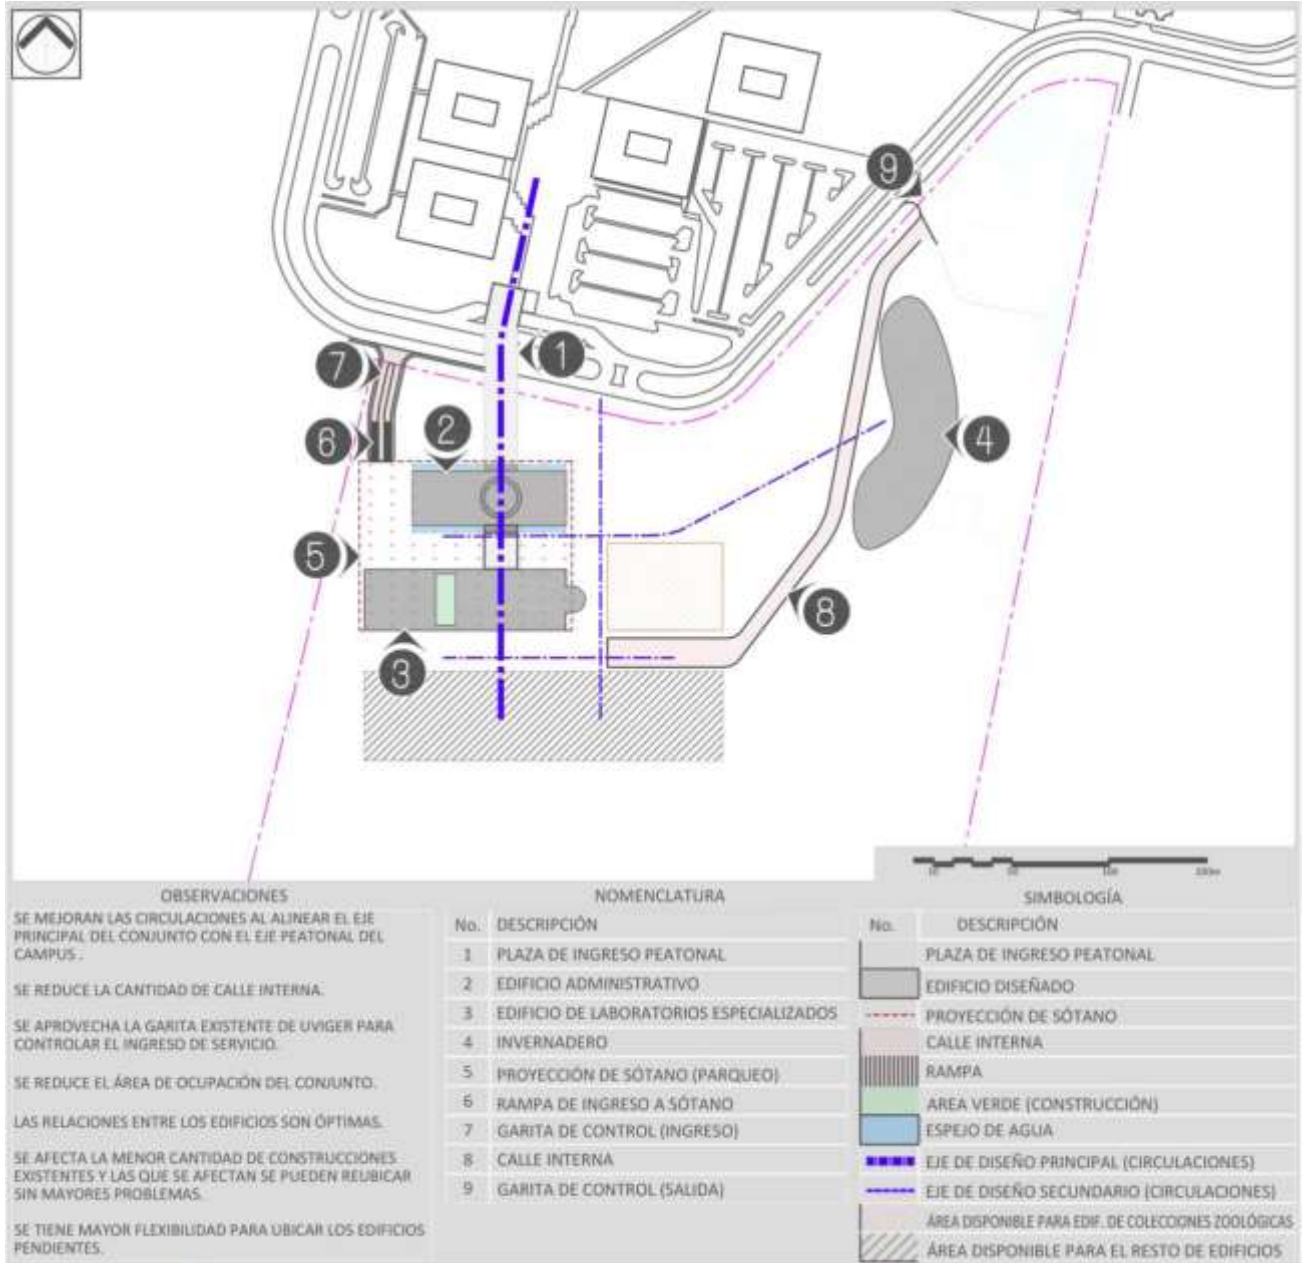 9
1
7
2
6
4
5
8
3
OBSERVACIONES
SE MEJORAN LAS CIRCULACIONES AL ALINEAR EL EJE
PRINCIPAL DEL CONJUNTO CON EL EJE PEATONAL DEL
CAMPUS .
SE REDUCE LA CANTIDAD DE CALLE INTERNA.
SE APROVECHA LA GARITA EXISTENTE DE UVIGER PARA
CONTROLAR EL INGRESO DE SERVICIO.
SE REDUCE EL ÁREA DE OCUPACIÓN DEL CONJUNTO.
LAS RELACIONES ENTRE LOS EDIFICIOS SON ÓPTIMAS.
SE AFECTA LA MENOR CANTIDAD DE CONSTRUCCIONES
EXISTENTES Y LAS QUE SE AFECTAN SE PUEDEN REUBICAR
SIN MAYORES PROBLEMAS.
SE TIENE MAYOR FLEXIBILIDAD PARA UBICAR LOS EDIFICIOS
PENDIENTES.
NOMENCLATURA
No. DESCRIPCIÓN
1 PLAZA DE INGRESO PEATONAL
2 EDIFICIO ADMINISTRATIVO
3 EDIFICIO DE LABORATORIOS ESPECIALIZADOS
4 INVERNADERO
5 PROYECCIÓN DE SÓTANO (PARQUEO)
6 RAMPA DE INGRESO A SÓTANO
7 GARITA DE CONTROL (INGRESO)
8 CALLE INTERNA
9 GARITA DE CONTROL (SALIDA)
SIMBOLOGÍA
No. DESCRIPCIÓN
PLAZA DE INGRESO PEATONAL
EDIFICIO DISEÑADO
PROYECCIÓN DE SÓTANO
CALLE INTERNA
RAMPA
AREA VERDE (CONSTRUCCIÓN)
ESPEJO DE AGUA
EJE DE DISEÑO PRINCIPAL (CIRCULACIONES)
EJE DE DISEÑO SECUNDARIO (CIRCULACIONES)
ÁREA DISPONIBLE PARA EDIF. DE COLECCIONES ZOOLÓGICAS
ÁREA DISPONIBLE PARA EL RESTO DE EDIFICIOS